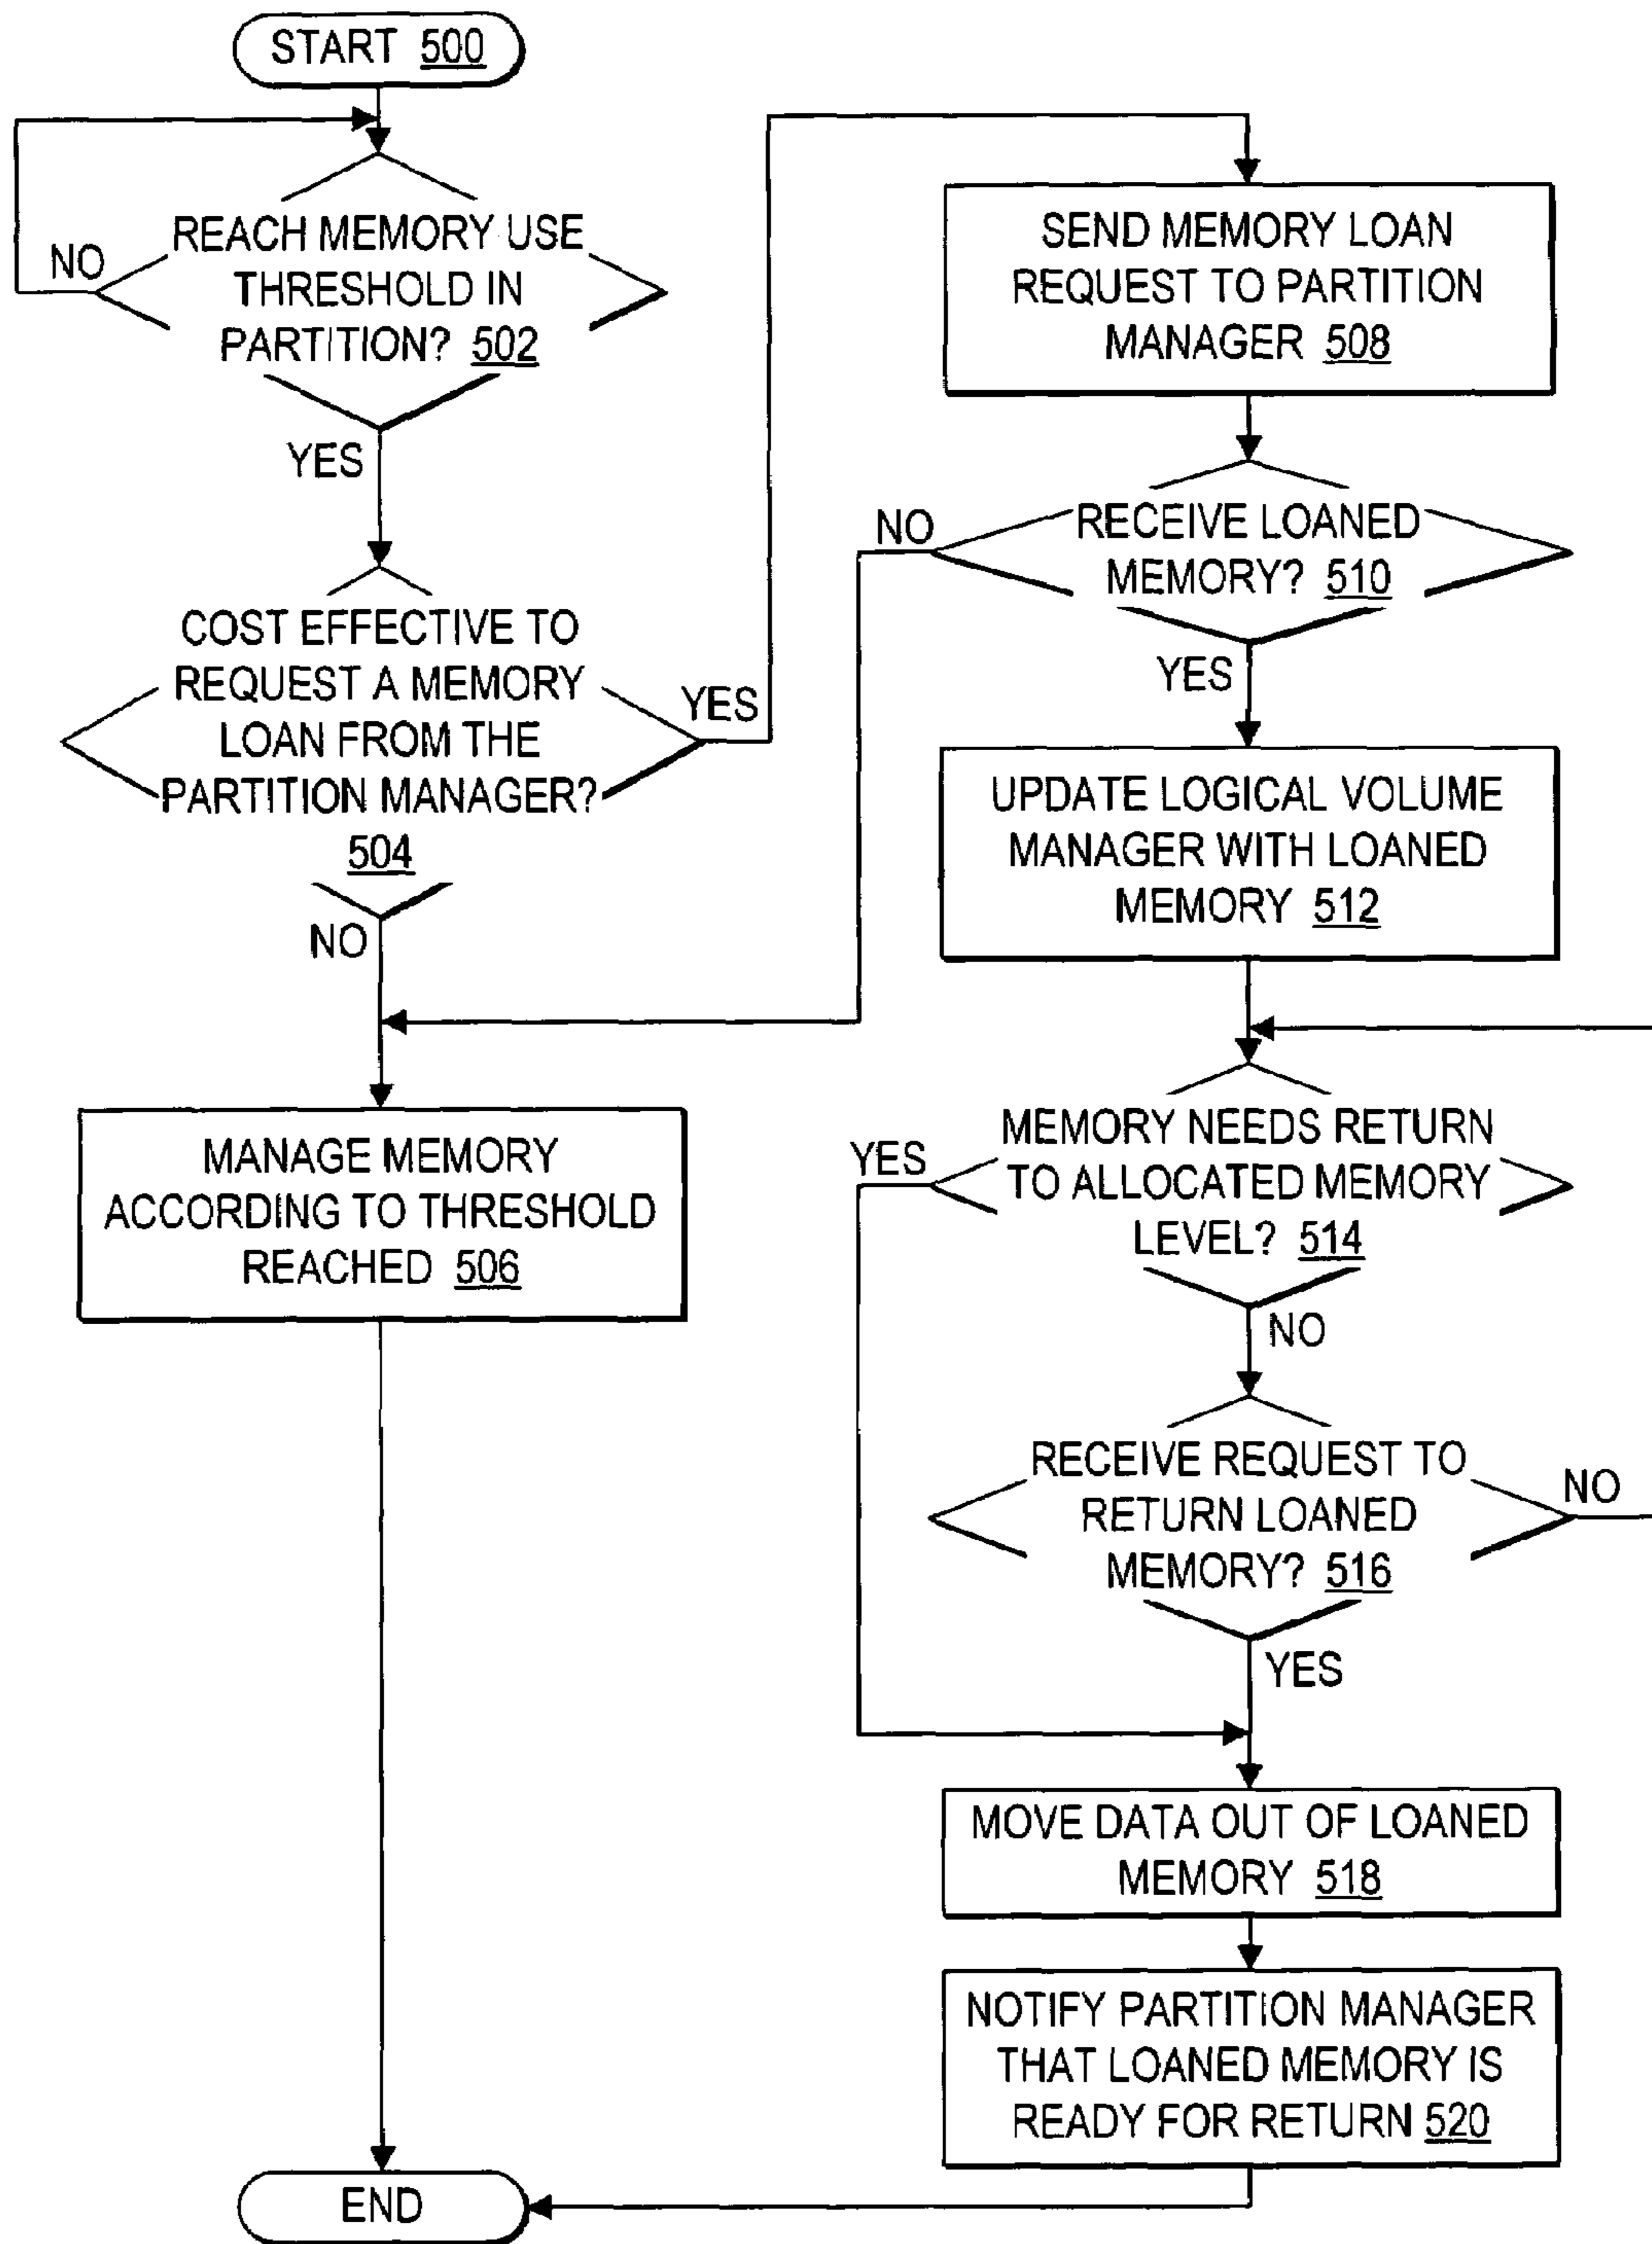 START 500
REACH MEMORY USE
THRESHOLD IN
PARTITION? 502
NO
YES
COST EFFECTIVE TO
REQUEST A MEMORY
LOAN FROM THE
PARTITION MANAGER?
504
YES
NO
MANAGE MEMORY
ACCORDING TO THRESHOLD
REACHED 506
SEND MEMORY LOAN
REQUEST TO PARTITION
MANAGER 508
RECEIVE LOANED
MEMORY? 510
NO
YES
UPDATE LOGICAL VOLUME
MANAGER WITH LOANED
MEMORY 512
MEMORY NEEDS RETURN
TO ALLOCATED MEMORY
LEVEL? 514
YES
NO
RECEIVE REQUEST TO
RETURN LOANED
MEMORY? 516
NO
YES
MOVE DATA OUT OF LOANED
MEMORY 518
NOTIFY PARTITION MANAGER
THAT LOANED MEMORY IS
READY FOR RETURN 520
END